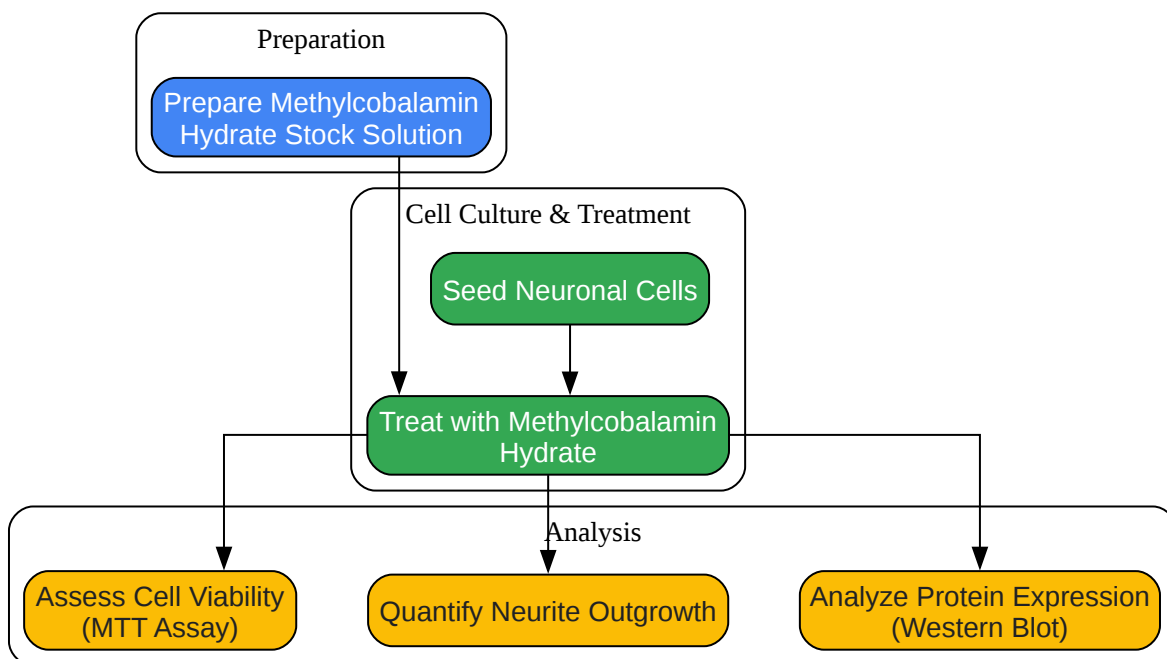 Preparation
Prepare Methylcobalamin
Hydrate Stock Solution
Cell Culture & Treatment
Seed Neuronal Cells
Treat with Methylcobalamin
Hydrate
Analysis
Assess Cell Viability
(MTT Assay)
Quantify Neurite Outgrowth
Analyze Protein Expression
(Western Blot)